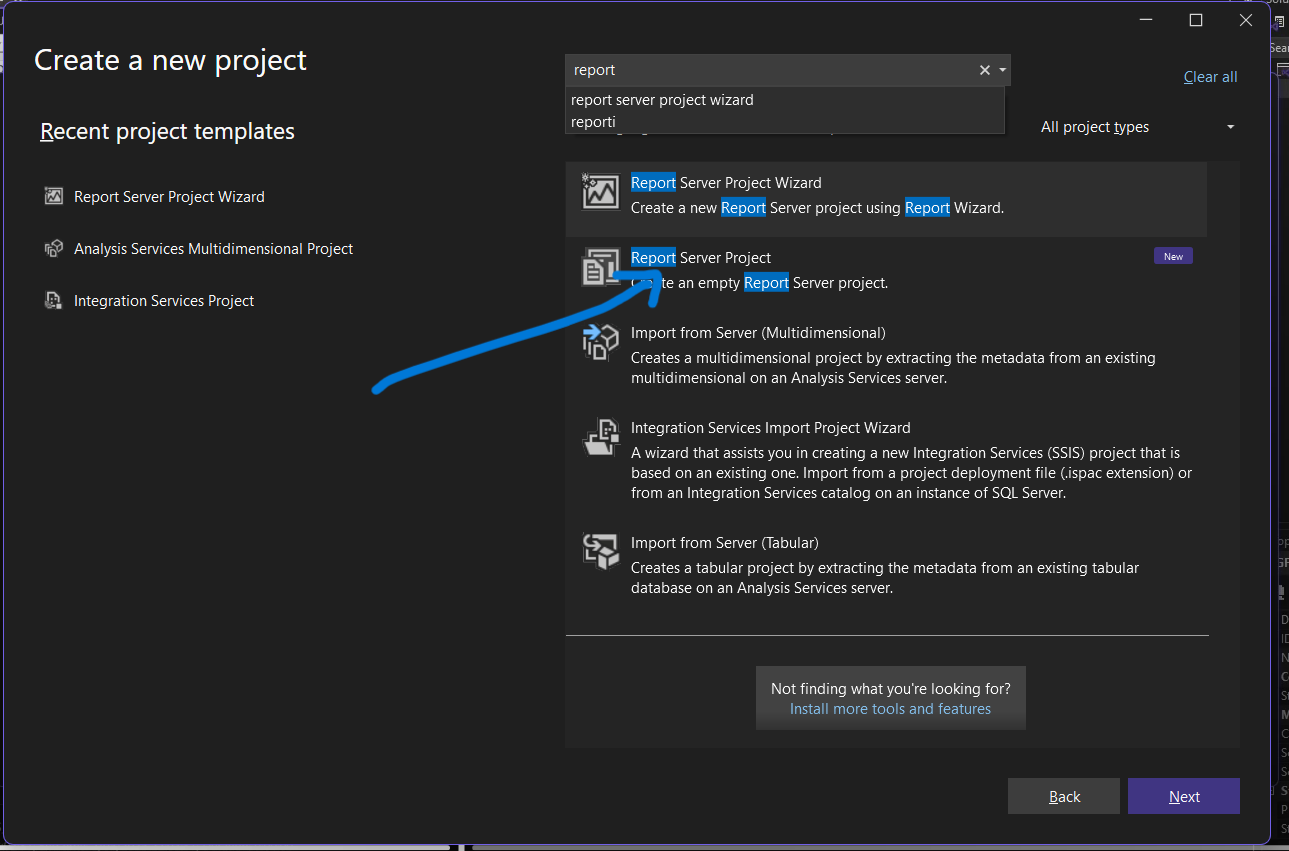 Create a new project
Recent project templates
Report Server Project Wizard
Analysis Services Multidimensional Project
Integration Services Project
report
report server project wizard
reporti
Clear all
All project types
Report Server Project Wizard
Create a new Report Server project using Report Wizard.
Report Server Project
New
an empty Report Server project.
Import from Server (Multidimensional)
Creates a multidimensional project by extracting the metadata from an existing
multidimensional on an Analysis Services server.
Integration Services Import Project Wizard
A wizard that assists you in creating a new Integration Services (SSIS) project that is
based on an existing one. Import from a project deployment file (.ispac extension) or
from an Integration Services catalog on an instance of SQL Server.
Import from Server (Tabular)
Creates a tabular project by extracting the metadata from an existing tabular
database on an Analysis Services server.
Not finding what you're looking for?
Install more tools and features
Back
Next